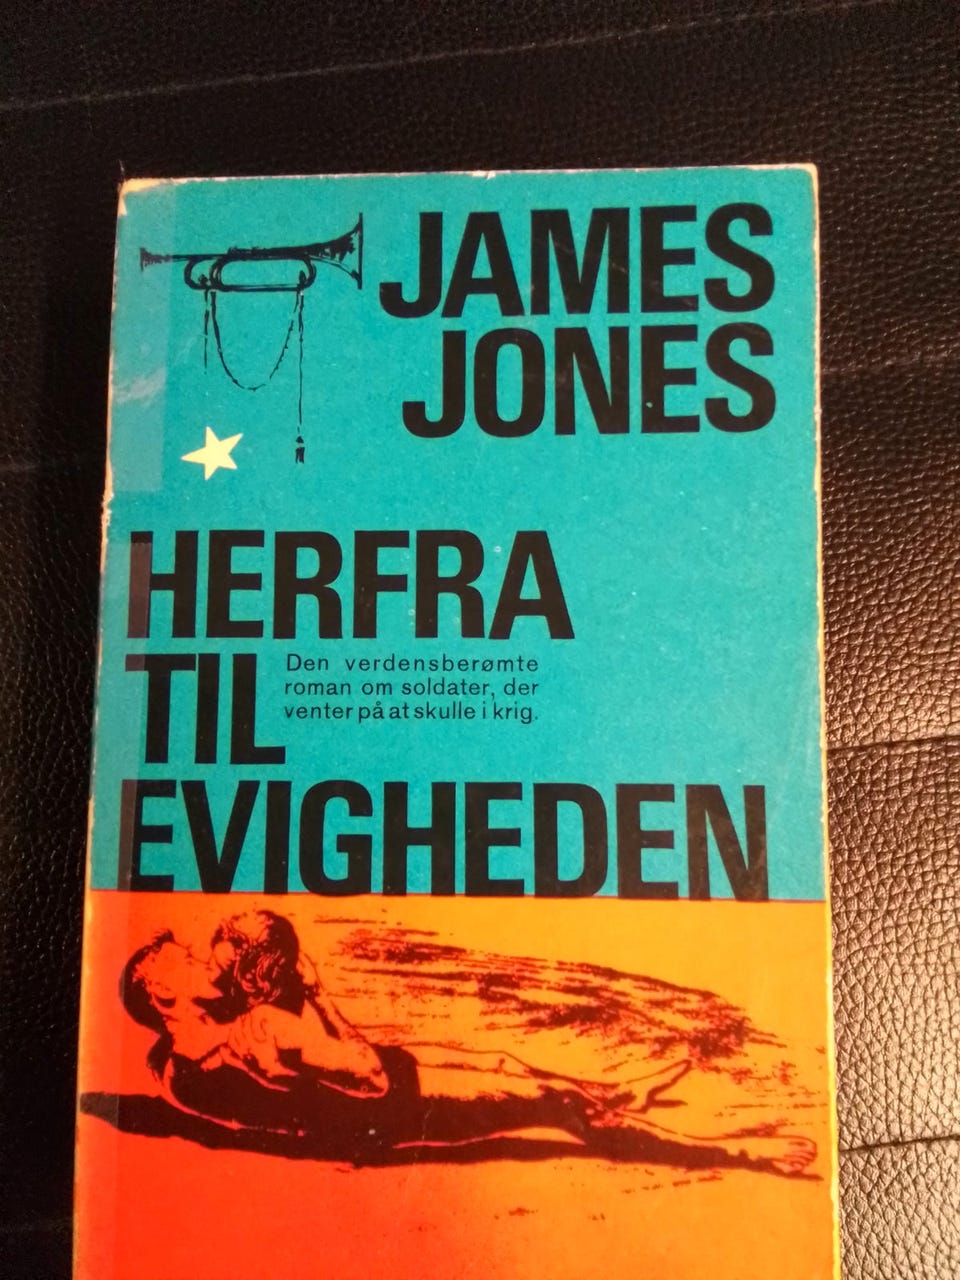 JAMES
JONES
HERFRA
TIL
Den verdensberømte
roman om soldater, der
venter på at skulle i krig.
EVIGHEDEN